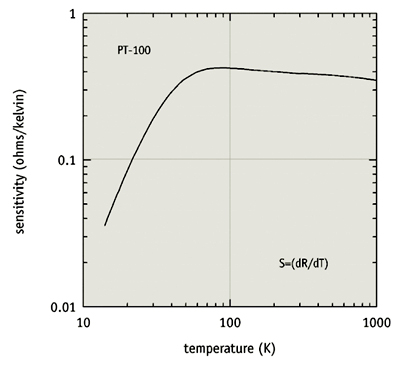 1
PT-100
sensitivity (ohms/kelvin)
0.1
S=(dR/dT)
0.01
10
100
1000
temperature (K)